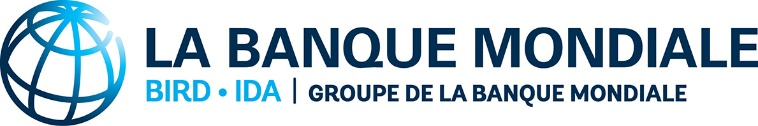 LA BANQUE MONDIALE
BIRD • IDA | GROUPE DE LA BANQUE MONDIALE